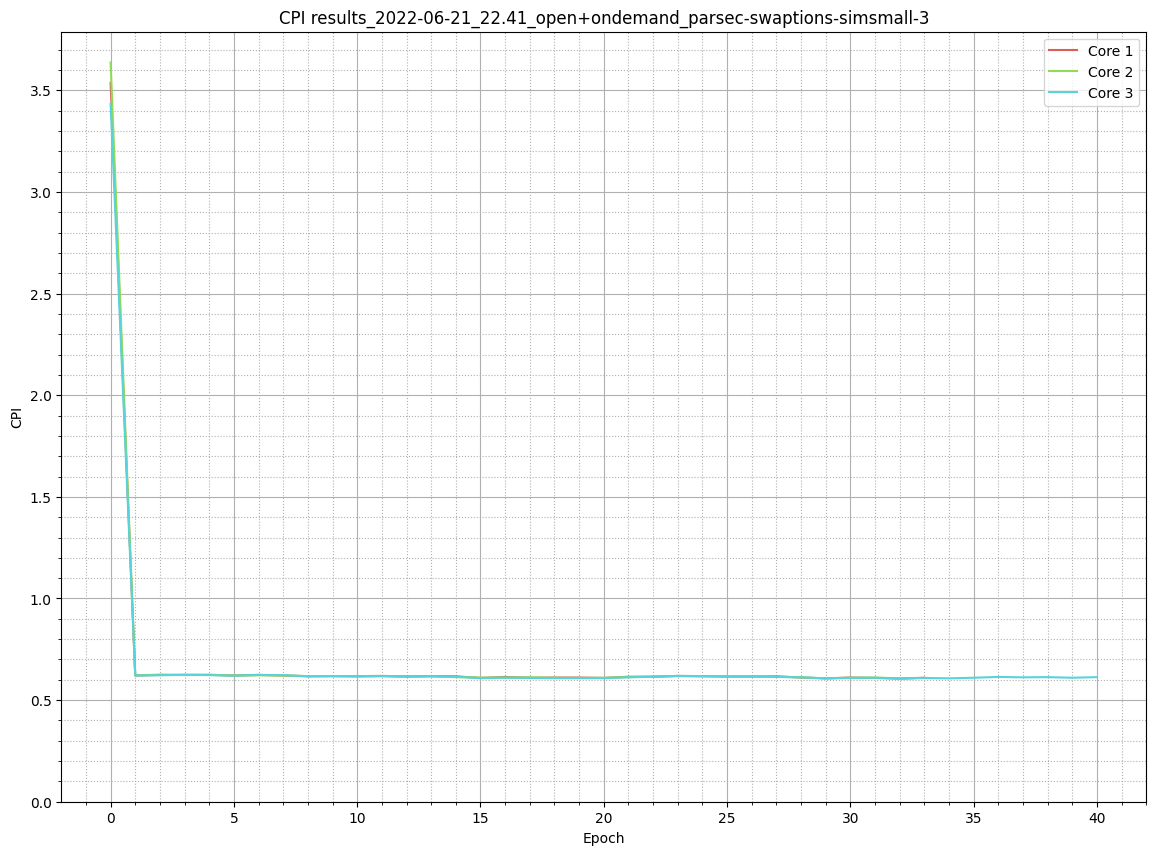 CPI results_2022-06-21_22.41_open+ondemand_parsec-swaptions-simsmall-3
Core 1
Core 2
Core 3
CPI
3.5
3.0
2.5
2.0
1.5
1.0
0.5
0.0
0 5 10 15 20 25 30 35 40
Epoch